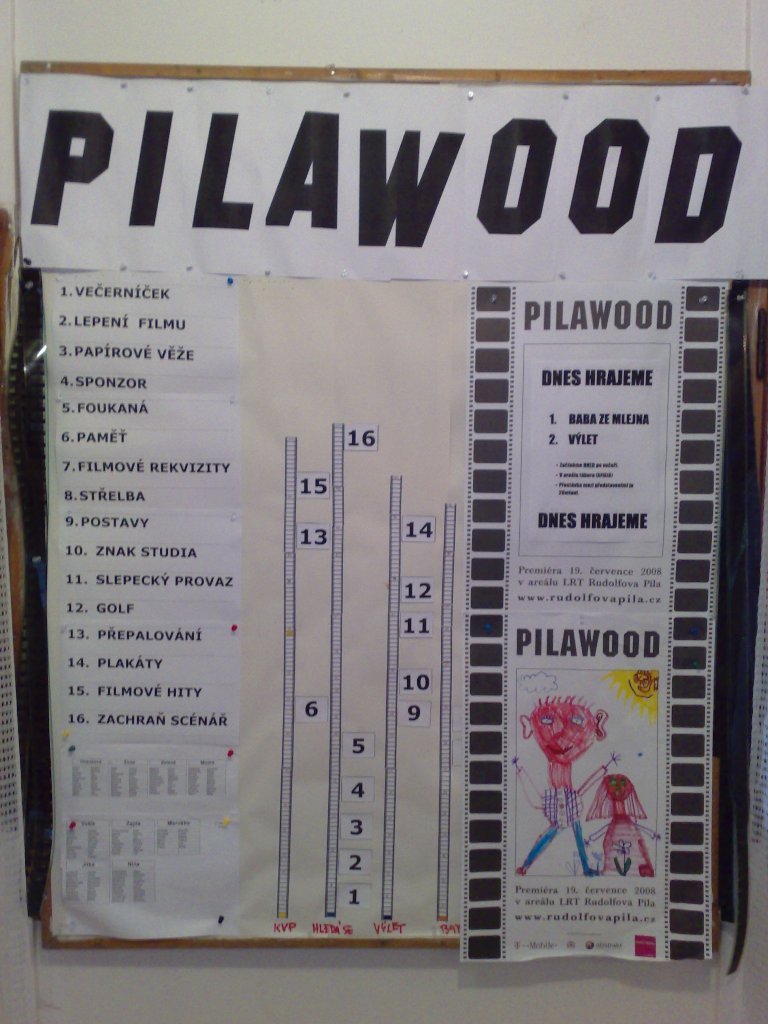 PILAWOOD
1. VEČERNÍČEK
2. LEPENÍ FILMU
3. PAPÍROVÉ VĚŽE
4. SPONZOR
5. FOUKANÁ
6. PAMĚŤ
7. FILMOVÉ REKVIZITY
8. STŘELBA
9. POSTAVY
10. ZNAK STUDIA
11. SLEPECKÝ PROVAZ
12. GOLF
13. PŘEPALOVÁNÍ
14. PLAKÁTY
15. FILMOVÉ HITY
16. ZACHRAŇ SCÉNÁŘ
16
15
13
14
12
11
10
6
9
5
4
3
2
1
KVP
HLEDÁ SE
VÝLET
PILAWOOD
DNES HRAJEME
1. BABA ZE MLEJNA
2. VÝLET
DNES HRAJEME
Premiéra 19. července 2008
v areálu LRT Rudolfova Pila
www.rudolfovapila.cz
PILAWOOD
Premiéra 19. července 2008
v areálu LRT Rudolfova Pila
www.rudolfovapila.cz
T-Mobile